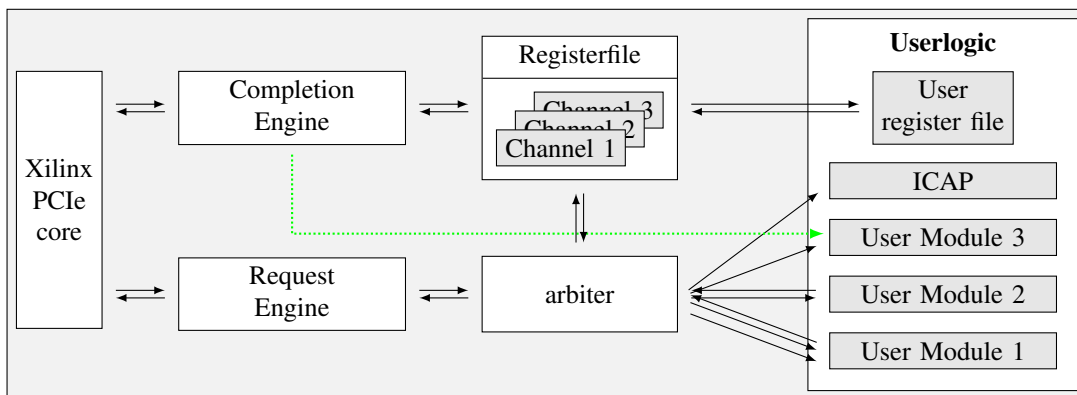 Xilinx
PCIe
core
Completion
Engine
Request
Engine
Registerfile
Channel 3
Channel 2
Channel 1
arbiter
Userlogic
User
register file
ICAP
User Module 3
User Module 2
User Module 1